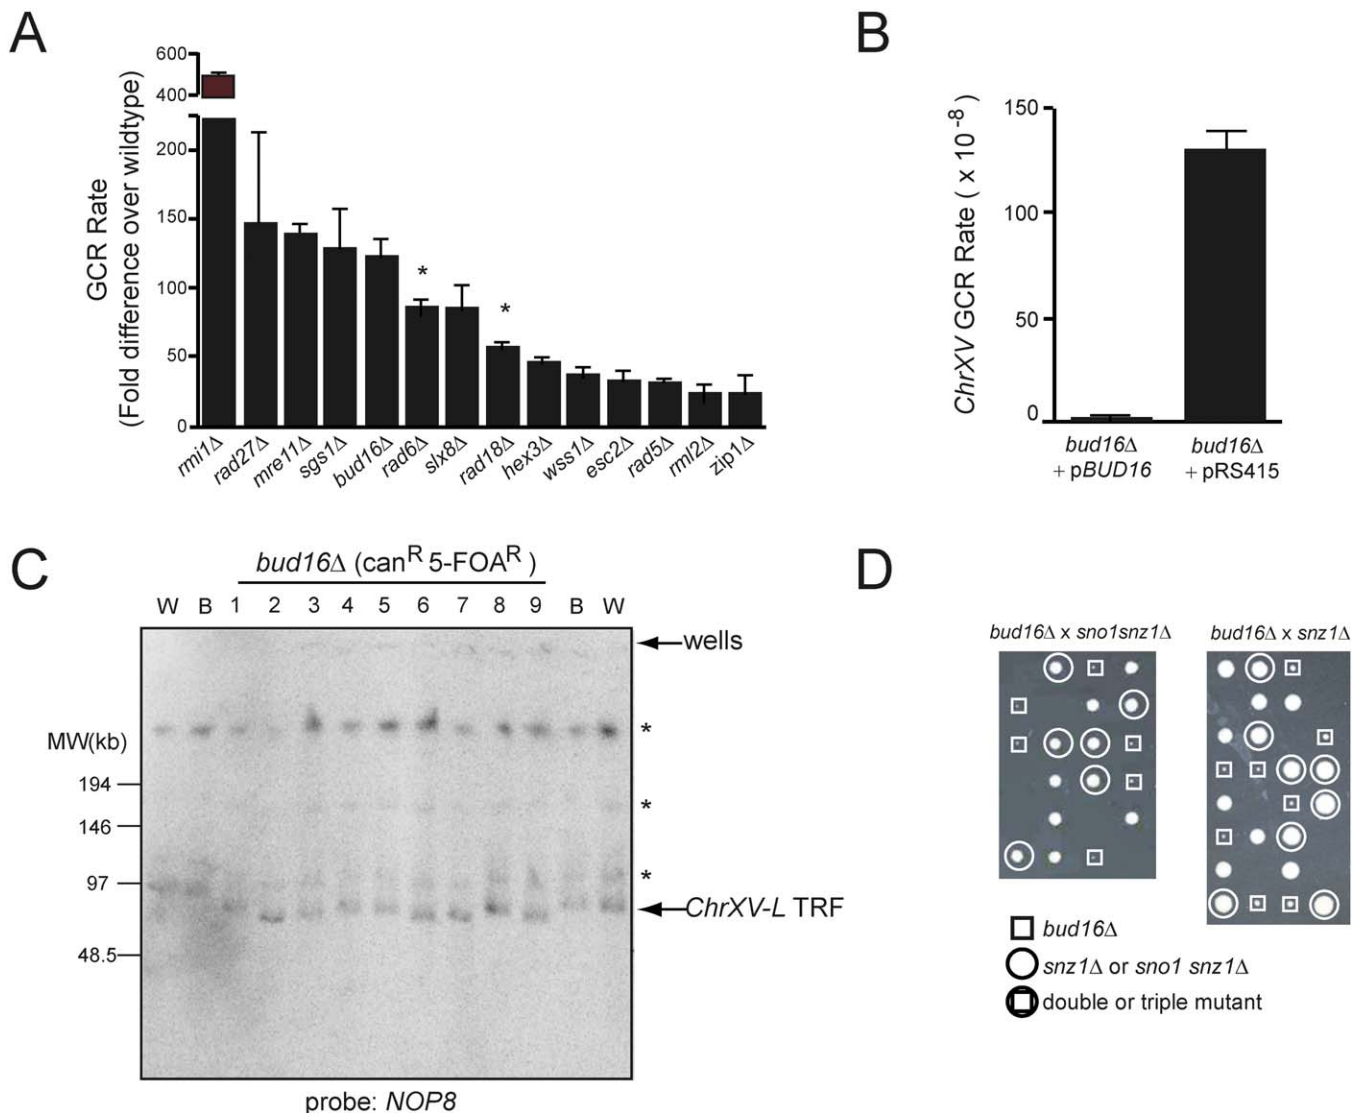 A
GCR Rate
(Fold difference over wildtype)
600
400
200
150
100
50
0
*
*
rmi1Δ
rad27Δ
mre11Δ
sgs1Δ
bud16Δ
rad6Δ
slx8Δ
rad18Δ
hex3Δ
wss1Δ
esc2Δ
rad5Δ
rml2Δ
zip1Δ
B
ChrXV GCR Rate ( x 10 -8 )
150
100
50
0
bud16Δ
+ pBUD16
bud16Δ
+ pRS415
C
bud16Δ (canR 5-FOAR )
W B 1 2 3 4 5 6 7 8 9 B W
wells
*
MW(kb)
194
*
146
97
*
ChrXV-L TRF
48.5
probe: NOP8
D
bud16Δ x sno1snz1Δ
bud16Δ x snz1Δ
bud16Δ
snz1Δ or sno1 snz1Δ
double or triple mutant